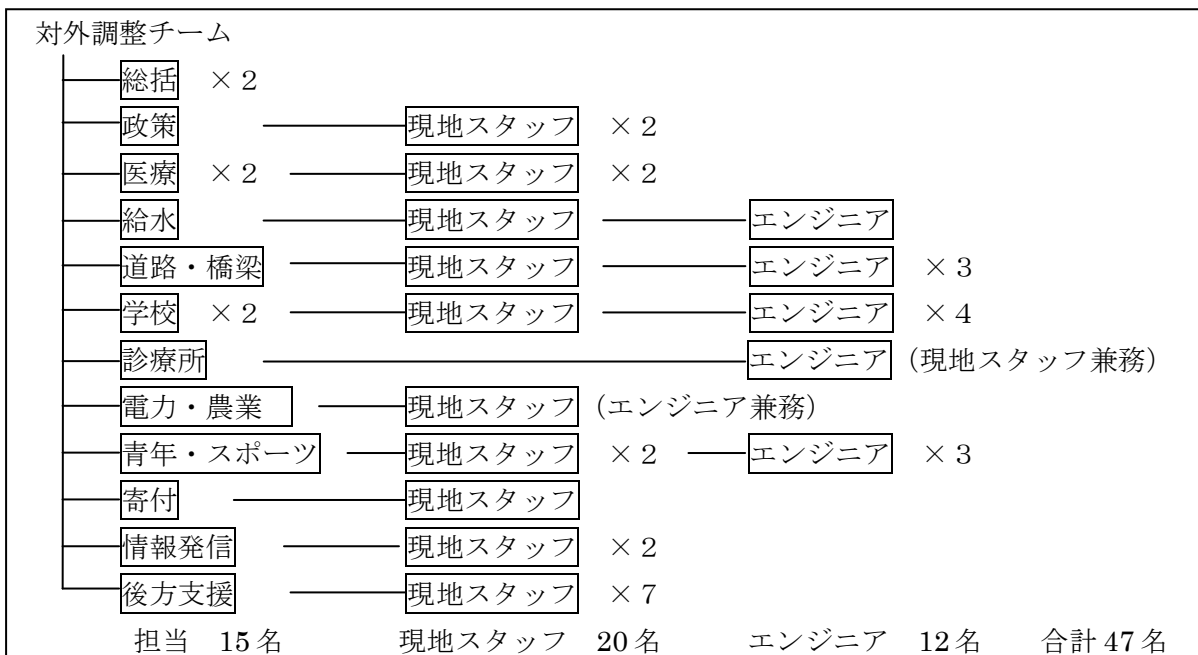 対外調整チーム
総括 ×2
政策 現地スタッフ ×2
医療 ×2 現地スタッフ ×2
給水 現地スタッフ エンジニア
道路・橋梁 現地スタッフ エンジニア ×3
学校 ×2 現地スタッフ エンジニア ×4
診療所 エンジニア (現地スタッフ兼務)
電力・農業 現地スタッフ (エンジニア兼務)
青年・スポーツ 現地スタッフ ×2 エンジニア ×3
寄付 現地スタッフ
情報発信 現地スタッフ ×2
後方支援 現地スタッフ ×7
担当 15名 現地スタッフ 20名 エンジニア 12名 合計47名